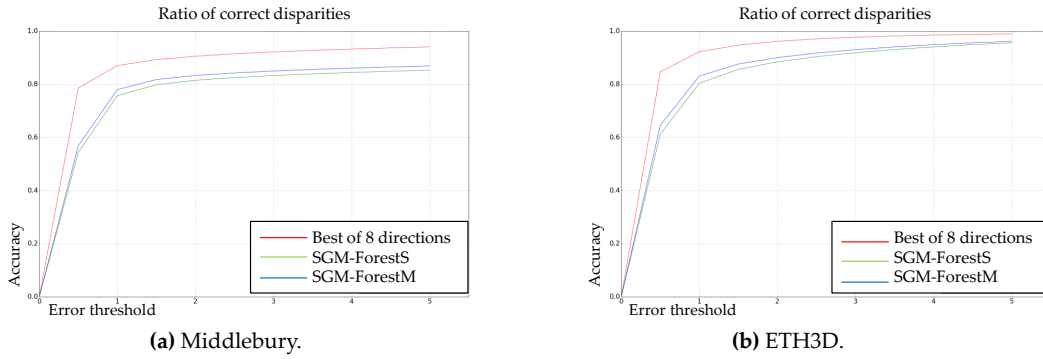 Ratio of correct disparities
1.0
0.8
0.6
0.4
0.2
0.0
Accuracy
Best of 8 directions
SGM-ForestS
SGM-ForestM
0 1 2 3 4 5
Error threshold
(a) Middlebury.
Ratio of correct disparities
1.0
0.8
0.6
0.4
0.2
0.0
Accuracy
Best of 8 directions
SGM-ForestS
SGM-ForestM
0 1 2 3 4 5
Error threshold
(b) ETH3D.